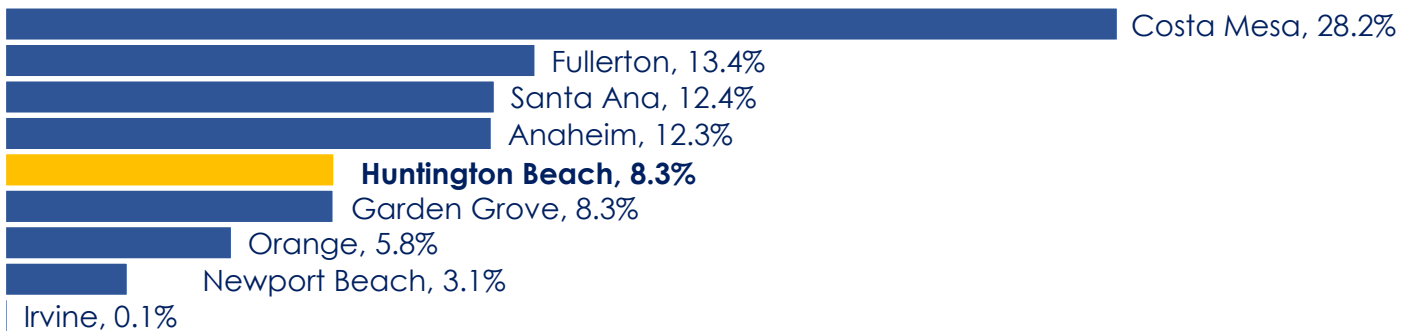 Costa Mesa, 28.2%
Fullerton, 13.4%
Santa Ana, 12.4%
Anaheim, 12.3%
Huntington Beach, 8.3%
Garden Grove, 8.3%
Orange, 5.8%
Newport Beach, 3.1%
Irvine, 0.1%